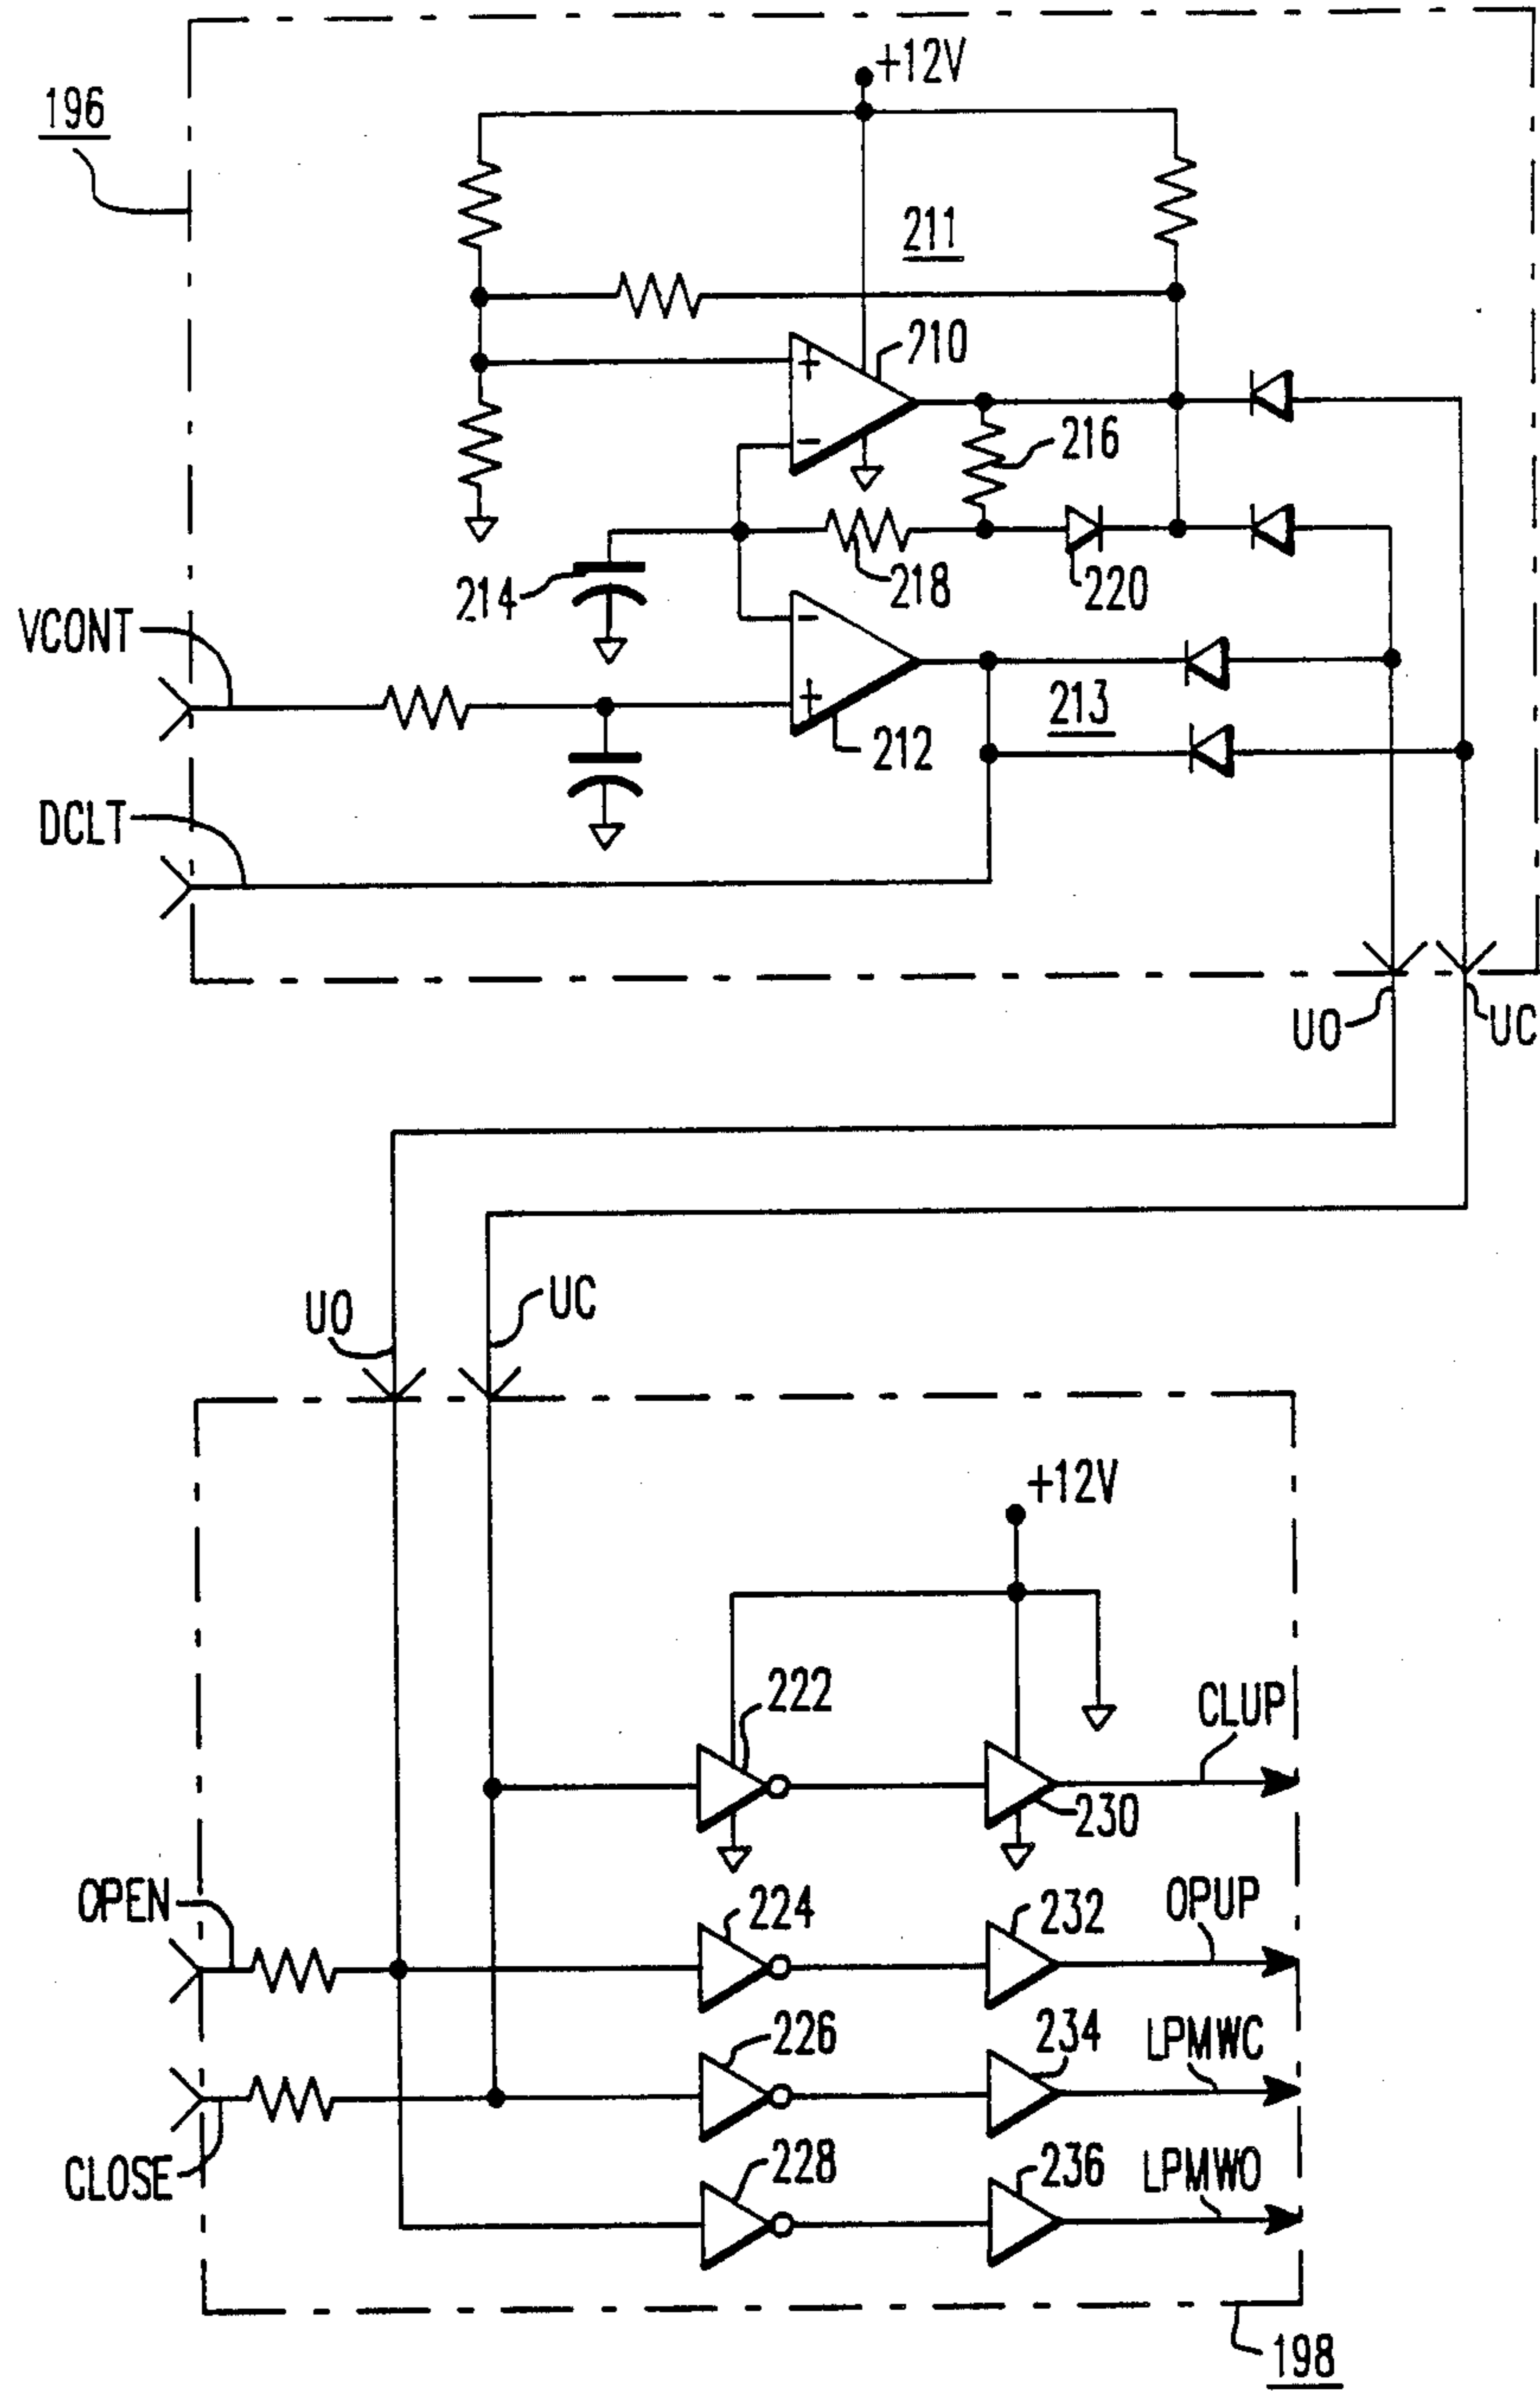 +12V
196
211
+
210
-
216
214
218
220
VCONT
-
+
212
213
DCLT
UO
UC
UO
UC
+12V
222
CLUP
230
OPEN
224
232
OPUP
226
234
LPMWC
CLOSE
228
236
LPMWO
198